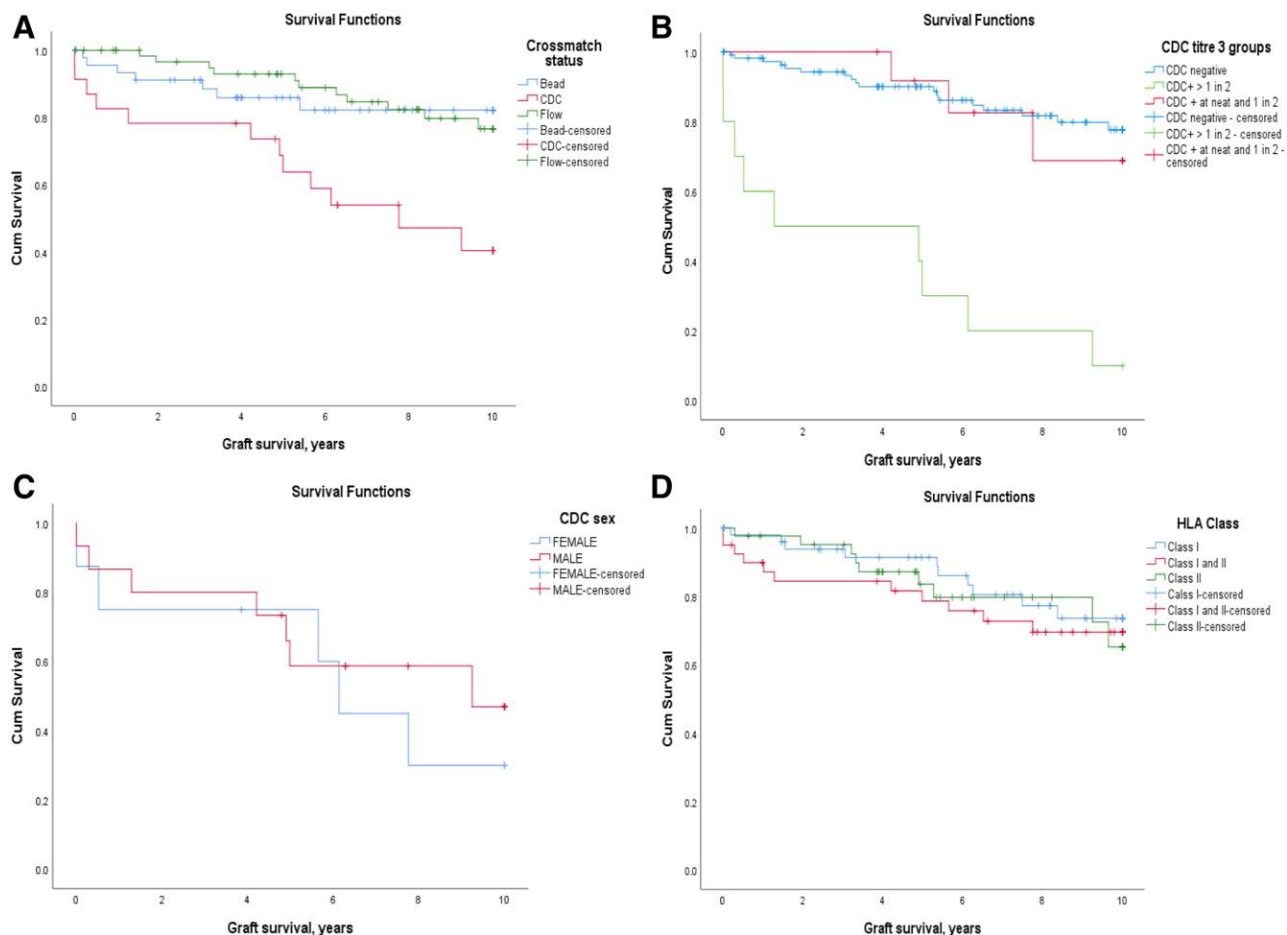 A
Survival Functions
Crossmatch
status
Bead
CDC
Flow
Bead-censored
CDC-censored
Flow-censored
Cum Survival
1.0
0.8
0.6
0.4
0.2
0.0
0 2 4 6 8 10
Graft survival, years
B
Survival Functions
CDC titre 3 groups
CDC negative
CDC+ > 1 in 2
CDC + at neat and 1 in 2
CDC negative - censored
CDC+ > 1 in 2 - censored
CDC + at neat and 1 in 2 -
censored
Cum Survival
1.0
0.8
0.6
0.4
0.2
0.0
0 2 4 6 8 10
Graft survival, years
C
Survival Functions
CDC sex
FEMALE
MALE
FEMALE-censored
MALE-censored
Cum Survival
1.0
0.8
0.6
0.4
0.2
0.0
0 2 4 6 8 10
Graft survival, years
D
Survival Functions
HLA Class
Class I
Class I and II
Class II
Calss I-censored
Class I and II-censored
Class II-censored
Cum Survival
1.0
0.8
0.6
0.4
0.2
0.0
0 2 4 6 8 10
Graft survival, years